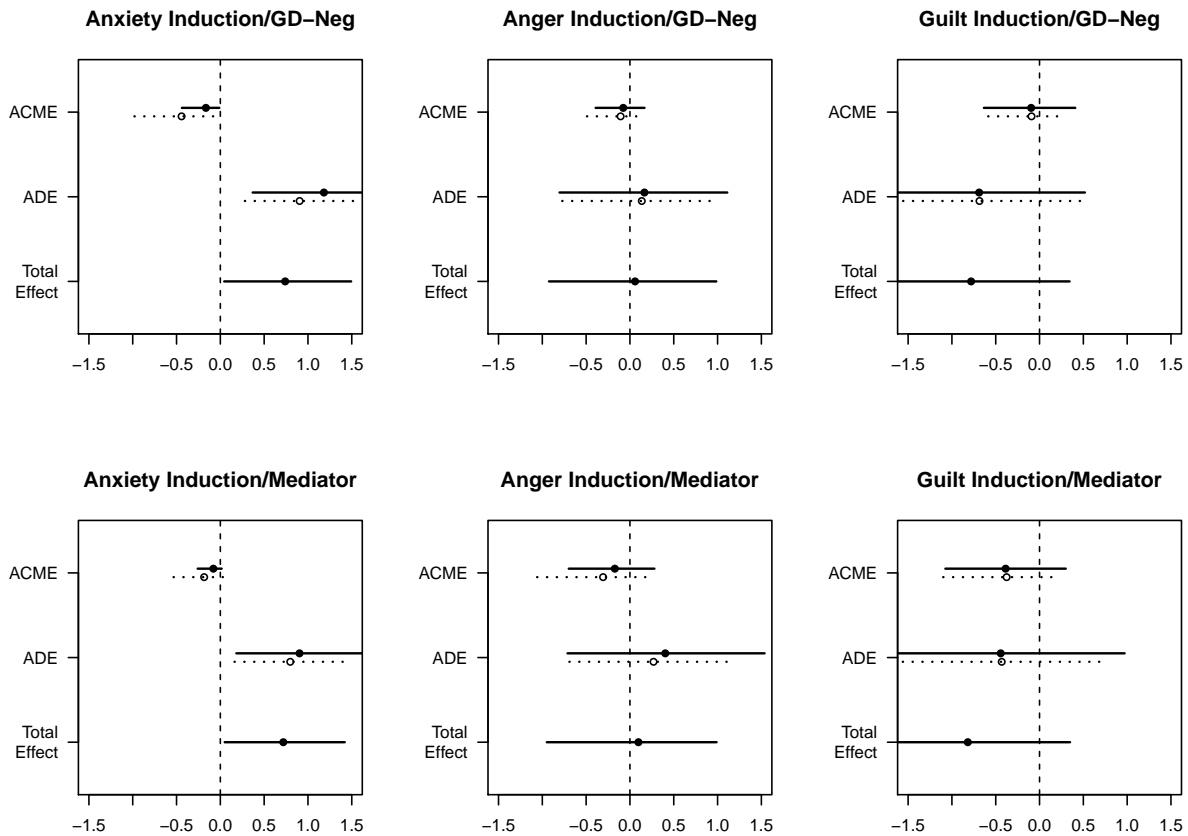 Anxiety Induction/GD−Neg
ACME
ADE
Total
Effect
−1.5 −0.5 0.0 0.5 1.0 1.5
Anger Induction/GD−Neg
ACME
ADE
Total
Effect
−1.5 −0.5 0.0 0.5 1.0 1.5
Guilt Induction/GD−Neg
ACME
ADE
Total
Effect
−1.5 −0.5 0.0 0.5 1.0 1.5
Anxiety Induction/Mediator
ACME
ADE
Total
Effect
−1.5 −0.5 0.0 0.5 1.0 1.5
Anger Induction/Mediator
ACME
ADE
Total
Effect
−1.5 −0.5 0.0 0.5 1.0 1.5
Guilt Induction/Mediator
ACME
ADE
Total
Effect
−1.5 −0.5 0.0 0.5 1.0 1.5